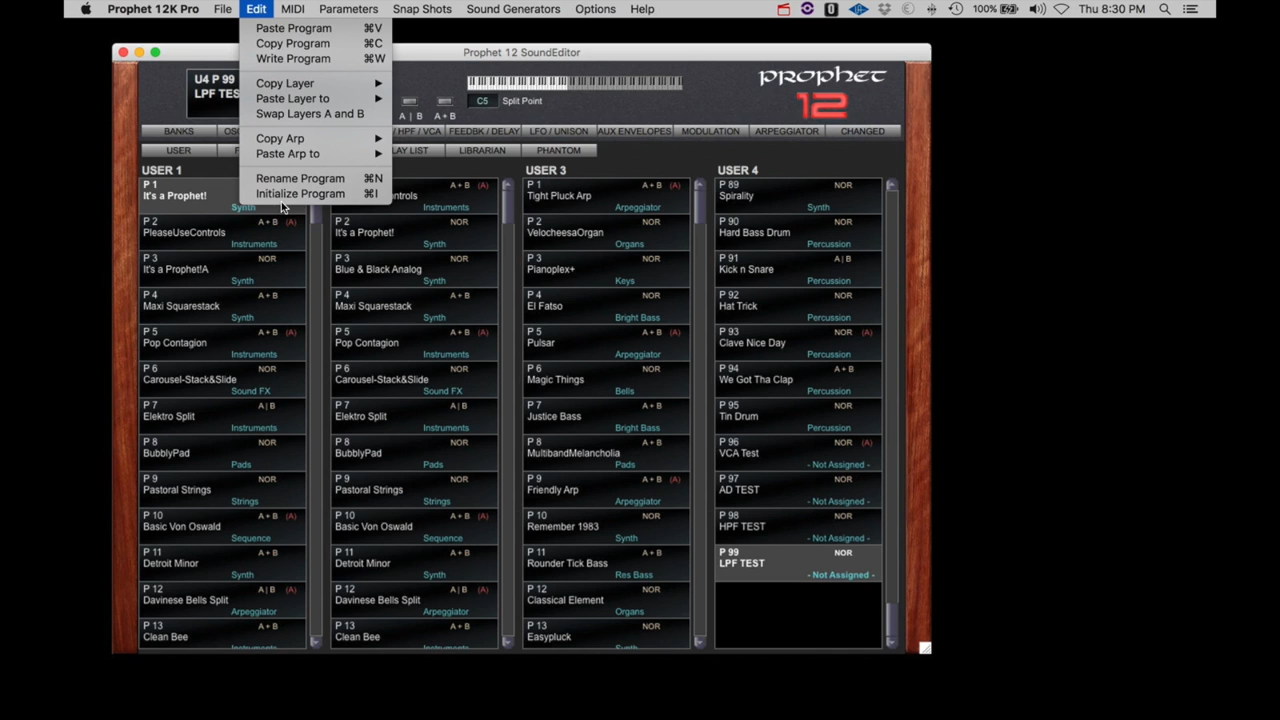 Prophet 12K Pro File Edit MIDI Parameters Snap Shots Sound Generators Options Help 100% Thu 8:30 PM
Paste Program ⌘V
Copy Program ⌘C
Write Program ⌘W
Copy Layer
Paste Layer to
Swap Layers A and B
Copy Arp
Paste Arp to
Rename Program ⌘N
Initialize Program ⌘I
Prophet 12 SoundEditor
U4 P 99
LPF TEST
A | B A + B
C5 Split Point
PROPHET
12
BANKS / HPF / VCA FEEDBK / DELAY LFO / UNISON AUX ENVELOPES MODULATION ARPEGGIATOR CHANGED
USER LIBRARIAN PHANTOM
USER 1
P 1
It's a Prophet!
Synth
P 2 A + B (A)
PleaseUseControls
Instruments
P 3 NOR
It's a Prophet!A
Synth
P 4 A + B
Maxi Squarestack
Synth
P 5 A + B (A)
Pop Contagion
Instruments
P 6 NOR
Carousel-Stack&Slide
Sound FX
P 7 A | B
Elektro Split
Instruments
P 8 NOR
BubblyPad
Pads
P 9 NOR
Pastoral Strings
Strings
P 10 A + B (A)
Basic Von Oswald
Sequence
P 11 A + B
Detroit Minor
Synth
P 12 A | B (A)
Davinese Bells Split
Arpeggiator
P 13 A + B
Clean Bee
Instruments
A + B (A)
ontrols
Instruments
P 2 NOR
It's a Prophet!
Synth
P 3 NOR
Blue & Black Analog
Synth
P 4 A + B
Maxi Squarestack
Synth
P 5 A + B (A)
Pop Contagion
Instruments
P 6 NOR
Carousel-Stack&Slide
Sound FX
P 7 A | B
Elektro Split
Instruments
P 8 NOR
BubblyPad
Pads
P 9 NOR
Pastoral Strings
Strings
P 10 A + B (A)
Basic Von Oswald
Sequence
P 11 A + B
Detroit Minor
Synth
P 12 A | B (A)
Davinese Bells Split
Arpeggiator
P 13 A + B
Clean Bee
Instruments
USER 3
P 1 A + B (A)
Tight Pluck Arp
Arpeggiator
P 2 NOR
VelocheesaOrgan
Organs
P 3 NOR
Pianoplex+
Keys
P 4 NOR
El Fatso
Bright Bass
P 5 A + B (A)
Pulsar
Arpeggiator
P 6 NOR
Magic Things
Bells
P 7 A + B
Justice Bass
Bright Bass
P 8 A + B
MultibandMelancholia
Pads
P 9 A + B (A)
Friendly Arp
Arpeggiator
P 10 NOR
Remember 1983
Synth
P 11 A + B
Rounder Tick Bass
Res Bass
P 12 A + B
Classical Element
Organs
P 13 NOR
Easypluck
Synth
USER 4
P 89 NOR
Spirality
Synth
P 90 NOR
Hard Bass Drum
Percussion
P 91 A | B
Kick n Snare
Percussion
P 92 NOR
Hat Trick
Percussion
P 93 NOR (A)
Clave Nice Day
Percussion
P 94 A + B
We Got Tha Clap
Percussion
P 95 NOR
Tin Drum
Percussion
P 96 NOR (A)
VCA Test
- Not Assigned -
P 97 NOR
AD TEST
- Not Assigned -
P 98 NOR
HPF TEST
- Not Assigned -
P 99 NOR
LPF TEST
- Not Assigned -